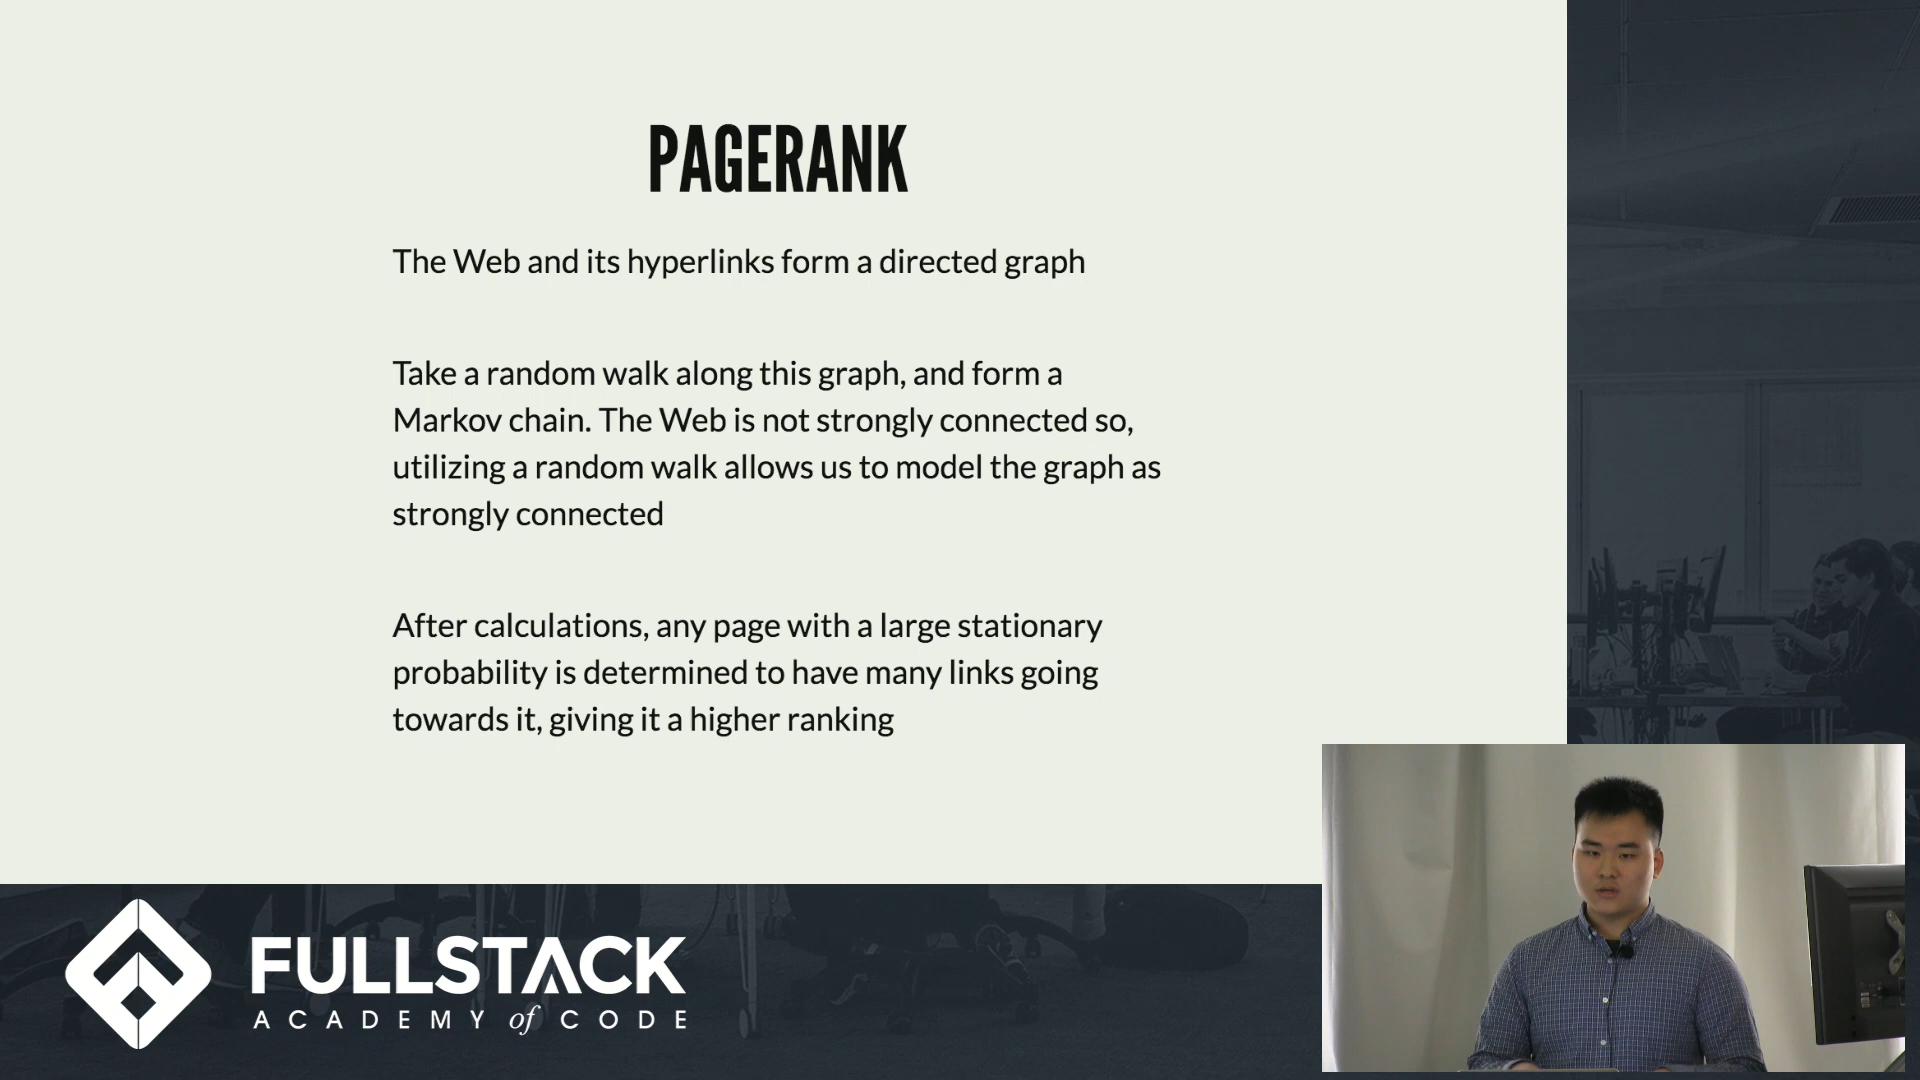 PAGERANK
The Web and its hyperlinks form a directed graph
Take a random walk along this graph, and form a
Markov chain. The Web is not strongly connected so,
utilizing a random walk allows us to model the graph as
strongly connected
After calculations, any page with a large stationary
probability is determined to have many links going
towards it, giving it a higher ranking
FULLSTACK
ACADEMY of CODE